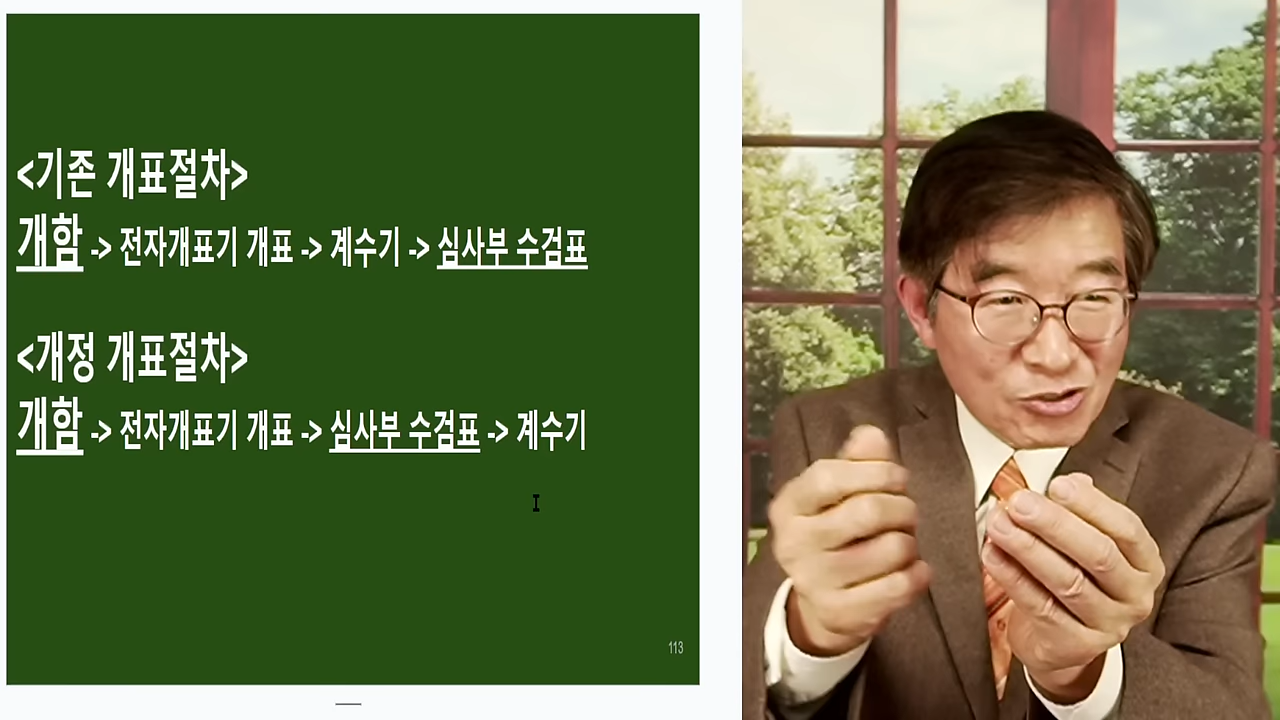 <기존 개표절차>
개함 -> 전자개표기 개표 -> 계수기 -> 심사부 수검표
<개정 개표절차>
개함 -> 전자개표기 개표 -> 심사부 수검표 -> 계수기
113